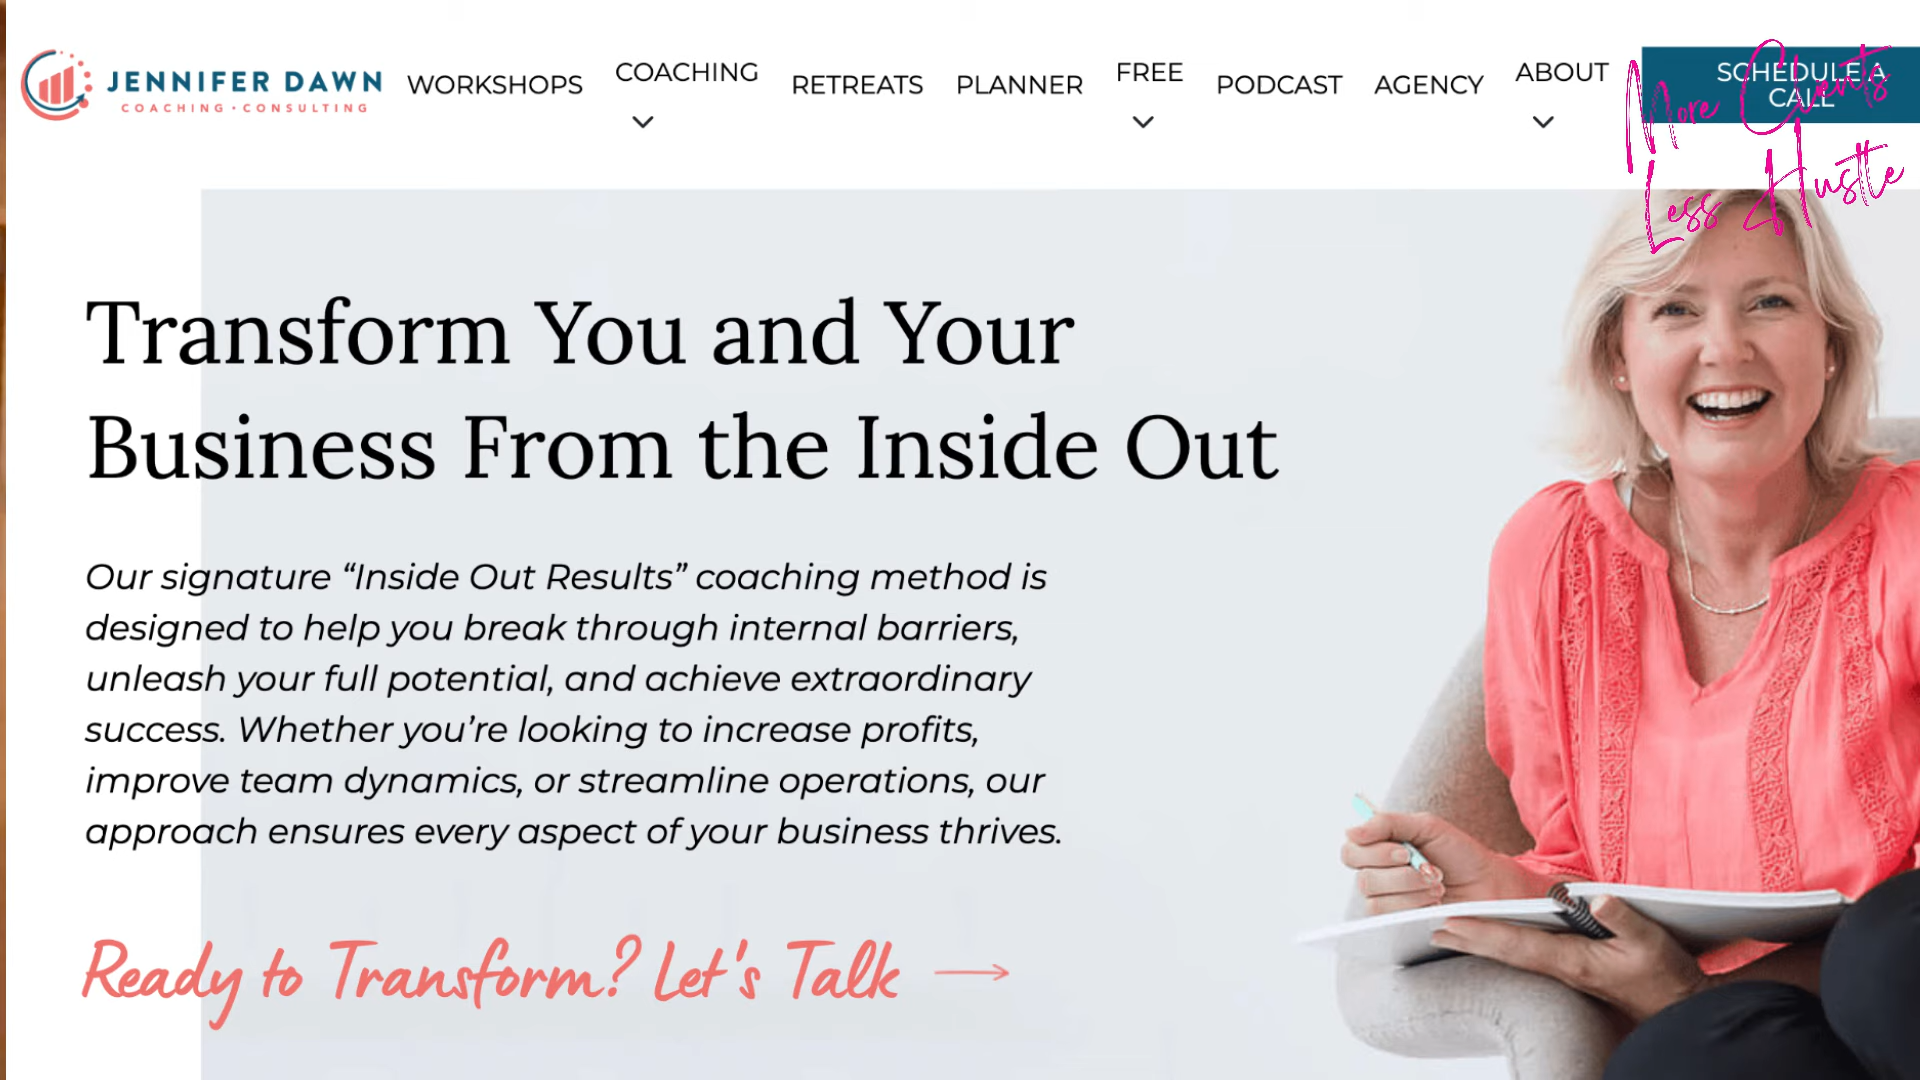 JENNIFER DAWN
COACHING · CONSULTING
WORKSHOPS
COACHING
RETREATS
PLANNER
FREE
PODCAST
AGENCY
ABOUT
SCHEDULE A
CALL
More Clients
Less Hustle
Transform You and Your
Business From the Inside Out
Our signature “Inside Out Results” coaching method is
designed to help you break through internal barriers,
unleash your full potential, and achieve extraordinary
success. Whether you’re looking to increase profits,
improve team dynamics, or streamline operations, our
approach ensures every aspect of your business thrives.
Ready to Transform? Let's Talk